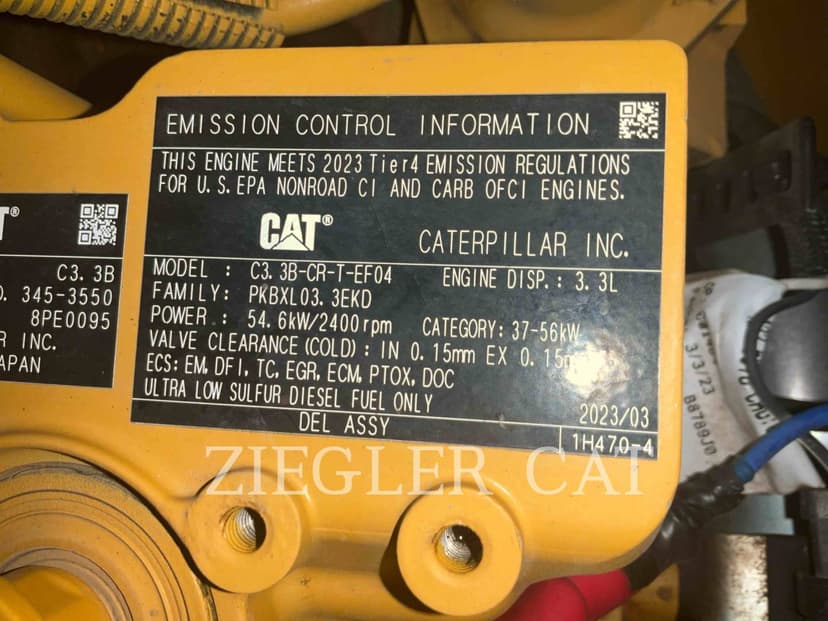 EMISSION CONTROL INFORMATION
THIS ENGINE MEETS 2023 Tier4 EMISSION REGULATIONS
FOR U.S.EPA NONROAD CI AND CARB OFCI ENGINES.
CAT® CATERPILLAR INC.
MODEL : C3.3B-CR-T-EF04 ENGINE DISP.: 3.3L
FAMILY: PKBXL03.3EKD
POWER : 54.6kW/2400rpm CATEGORY: 37-56kW
VALVE CLEARANCE(COLD): IN 0.15mm EX 0.15
ECS: EM, DFI, TC, EGR, ECM, PTOX, DOC
ULTRA LOW SULFUR DIESEL FUEL ONLY
2023/03
DEL ASSY 1H470-4
T®
C3.3B
345-3550
8PE0095
INC.
APAN
3/3/23
B8789J0
ZIEGLER CAT